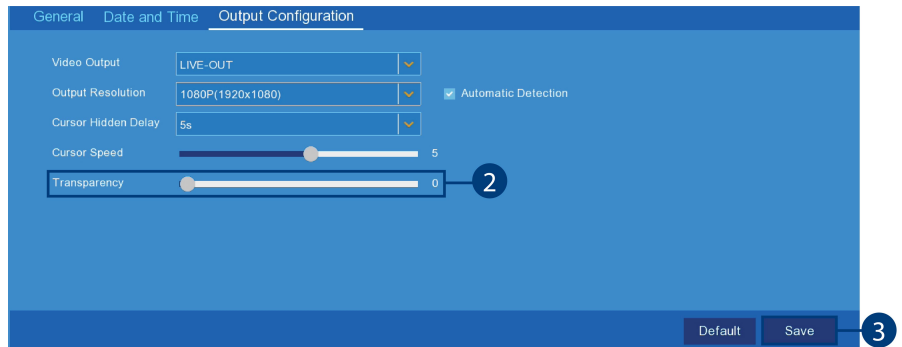 General Date and Time Output Configuration
Video Output LIVE-OUT
Output Resolution 1080P(1920x1080) Automatic Detection
Cursor Hidden Delay 5s
Cursor Speed 5
Transparency 0 2
Default Save 3